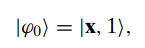 |φ₀⟩ = |𝐱, 1⟩,